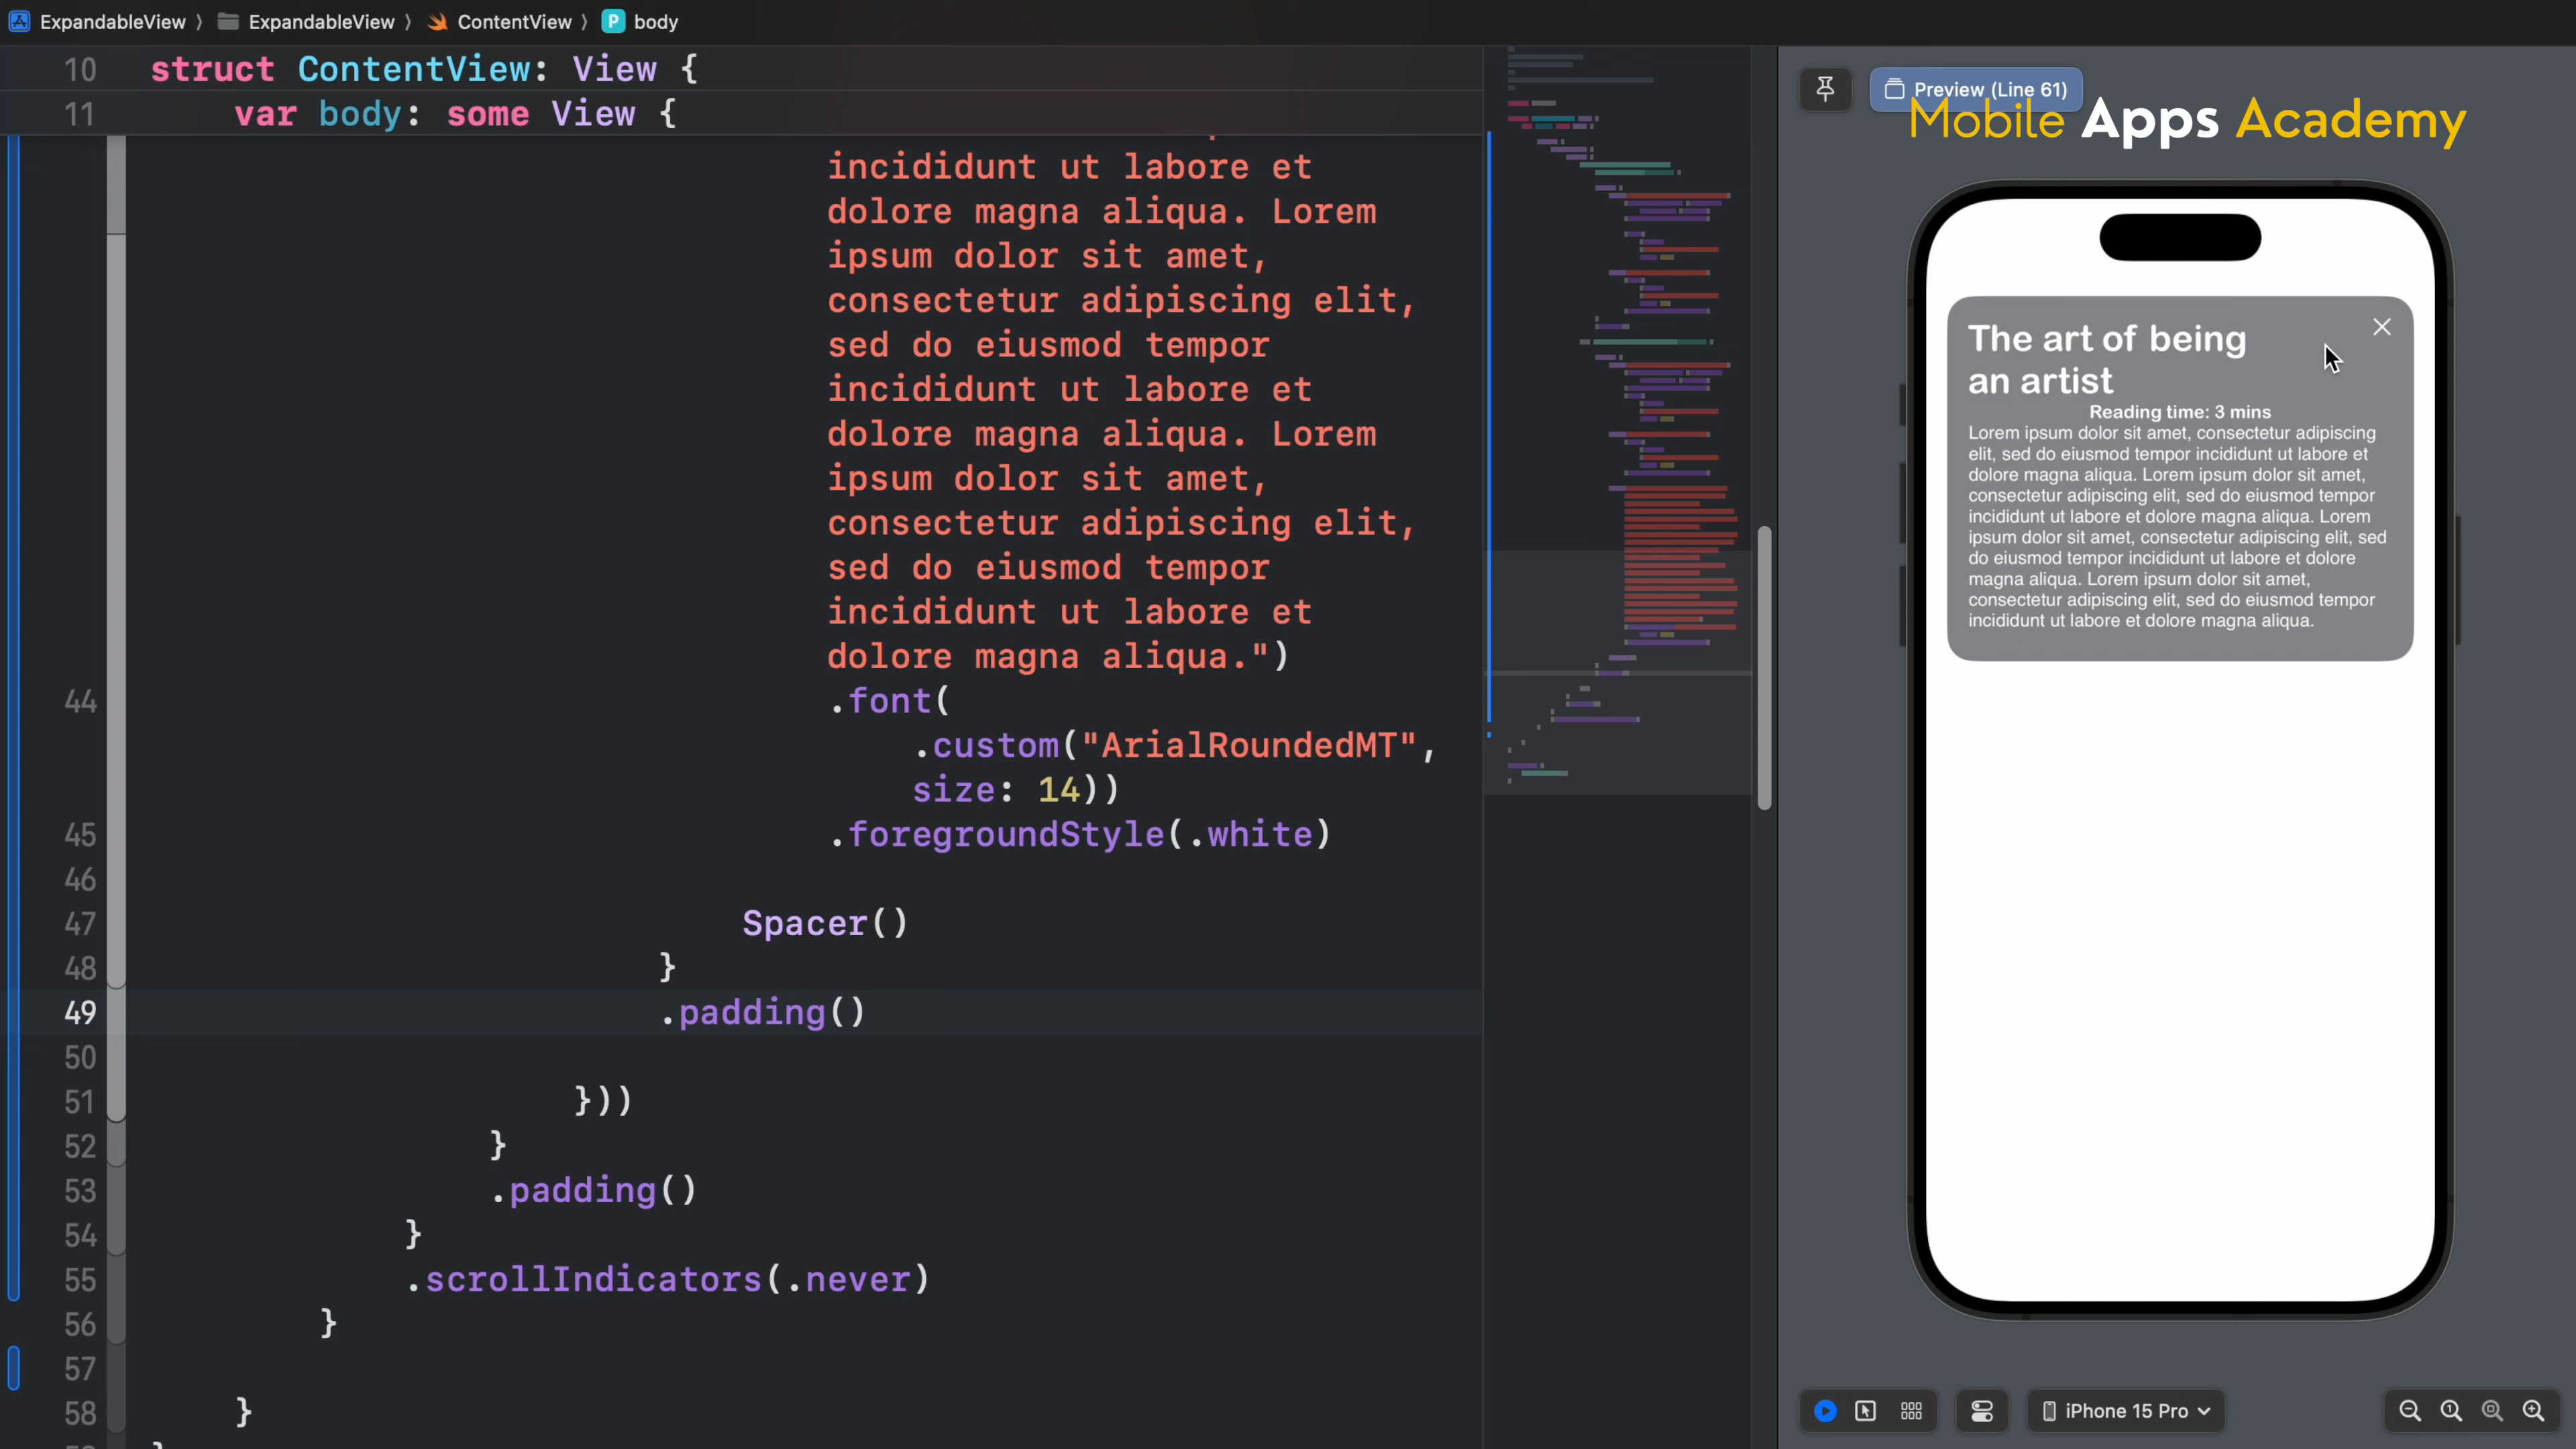 ExpandableView 〉 ExpandableView 〉 ContentView 〉 P body
10 struct ContentView: View {
11 var body: some View {
incididunt ut labore et
dolore magna aliqua. Lorem
ipsum dolor sit amet,
consectetur adipiscing elit,
sed do eiusmod tempor
incididunt ut labore et
dolore magna aliqua. Lorem
ipsum dolor sit amet,
consectetur adipiscing elit,
sed do eiusmod tempor
incididunt ut labore et
dolore magna aliqua.")
44 .font(
.custom("ArialRoundedMT",
size: 14))
45 .foregroundStyle(.white)
46
47 Spacer()
48 }
49 .padding()
50
51 }))
52 }
53 .padding()
54 }
55 .scrollIndicators(.never)
56 }
57
58 }
Preview (Line 61)
Mobile Apps Academy
The art of being
an artist
Reading time: 3 mins
Lorem ipsum dolor sit amet, consectetur adipiscing
elit, sed do eiusmod tempor incididunt ut labore et
dolore magna aliqua. Lorem ipsum dolor sit amet,
consectetur adipiscing elit, sed do eiusmod tempor
incididunt ut labore et dolore magna aliqua. Lorem
ipsum dolor sit amet, consectetur adipiscing elit, sed
do eiusmod tempor incididunt ut labore et dolore
magna aliqua. Lorem ipsum dolor sit amet,
consectetur adipiscing elit, sed do eiusmod tempor
incididunt ut labore et dolore magna aliqua.
iPhone 15 Pro